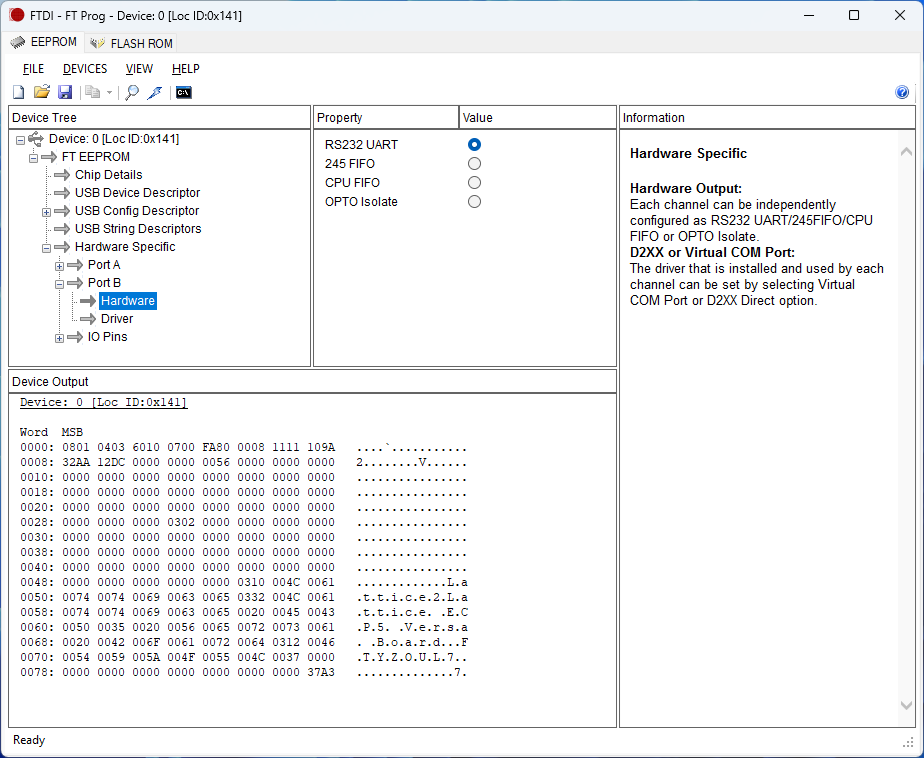 FTDI - FT Prog - Device: 0 [Loc ID:0x141]
EEPROM FLASH ROM
FILE DEVICES VIEW HELP
C:\
?
Device Tree
Device: 0 [Loc ID:0x141]
FT EEPROM
Chip Details
USB Device Descriptor
USB Config Descriptor
USB String Descriptors
Hardware Specific
Port A
Port B
Hardware
Driver
IO Pins
Property Value
RS232 UART
245 FIFO
CPU FIFO
OPTO Isolate
Information
Hardware Specific
Hardware Output:
Each channel can be independently
configured as RS232 UART/245FIFO/CPU
FIFO or OPTO Isolate.
D2XX or Virtual COM Port:
The driver that is installed and used by each
channel can be set by selecting Virtual
COM Port or D2XX Direct option.
Device Output
Device: 0 [Loc ID:0x141]
Word MSB
0000: 0801 0403 6010 0700 FA80 0008 1111 109A ....`...........
0008: 32AA 12DC 0000 0000 0056 0000 0000 0000 2........V......
0010: 0000 0000 0000 0000 0000 0000 0000 0000 ................
0018: 0000 0000 0000 0000 0000 0000 0000 0000 ................
0020: 0000 0000 0000 0000 0000 0000 0000 0000 ................
0028: 0000 0000 0000 0302 0000 0000 0000 0000 ................
0030: 0000 0000 0000 0000 0000 0000 0000 0000 ................
0038: 0000 0000 0000 0000 0000 0000 0000 0000 ................
0040: 0000 0000 0000 0000 0000 0000 0000 0000 ................
0048: 0000 0000 0000 0000 0000 0310 004C 0061 .............L.a
0050: 0074 0074 0069 0063 0065 0332 004C 0061 .t.t.i.c.e.2.L.a
0058: 0074 0074 0069 0063 0065 0020 0045 0043 .t.t.i.c.e. .E.C
0060: 0050 0035 0020 0056 0065 0072 0073 0061 .P.5. .V.e.r.s.a
0068: 0020 0042 006F 0061 0072 0064 0312 0046 . .B.o.a.r.d...F
0070: 0054 0059 005A 004F 0055 004C 0037 0000 .T.Y.Z.O.U.L.7..
0078: 0000 0000 0000 0000 0000 0000 0000 37A3 ..............7.
Ready